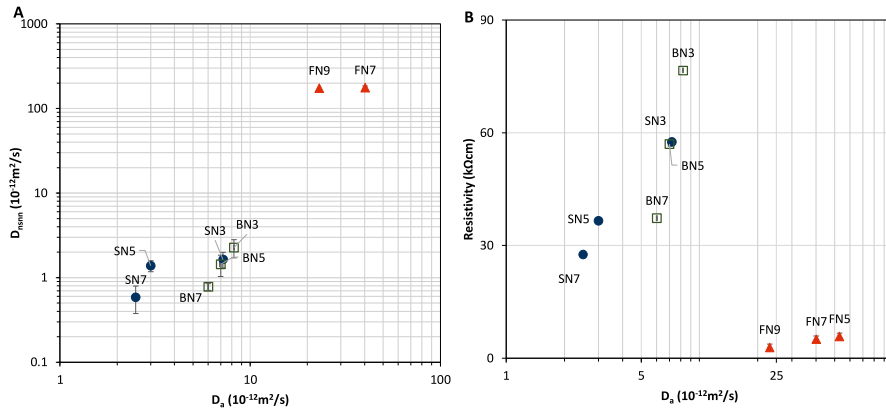 A
1000
100
10
1
0.1
1
10
100
Dnsnn (10-12m2/s)
Da (10-12m2/s)
FN9
FN7
SN5
SN7
SN3
BN3
BN5
BN7
B
90
60
30
0
1
5
25
Resistivity (kΩcm)
Da (10-12m2/s)
BN3
SN3
BN5
BN7
SN5
SN7
FN9
FN7
FN5